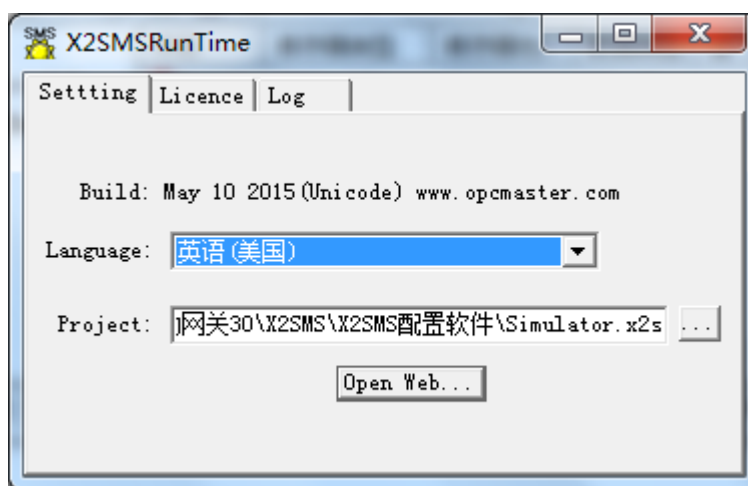 SMS
X2SMSRunTime
Settting Licence Log
Build: May 10 2015(Unicode) www.opcmaster.com
Language: 英语(美国)
Project: 网关30\X2SMS\X2SMS配置软件\Simulator.x2s ...
Open Web...